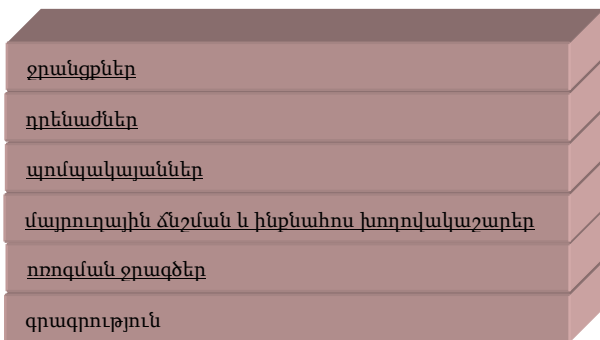 ջրանցքներ
դրենաժներ
պոմպակայաններ
մայրուղային ճնշման և ինքնահոս խողովակաշարեր
ոռոգման ջրագծեր
գրագրություն